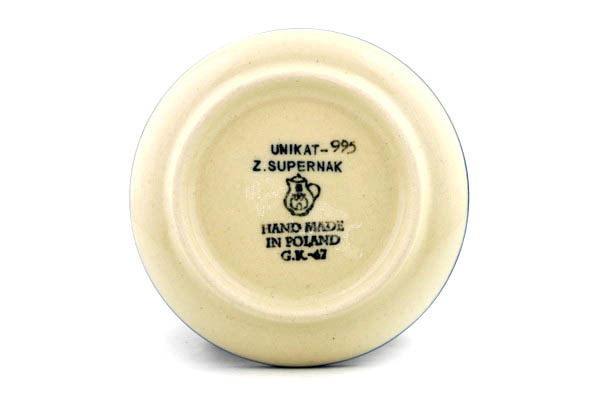 UNIKAT-995
Z.SUPERNAK
HAND MADE
IN POLAND
G.K.-67